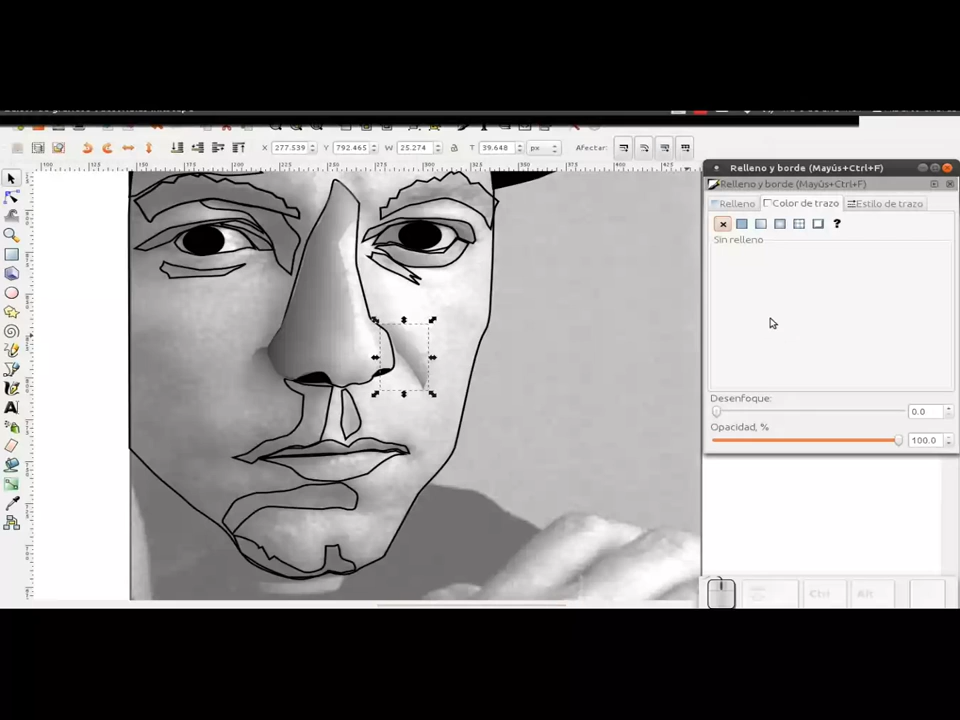 X 277.539 Y 792.465 W 25.274 T 39.648 px Afectar:
Relleno y borde (Mayús+Ctrl+F)
Relleno y borde (Mayús+Ctrl+F)
Relleno Color de trazo Estilo de trazo
?
Sin relleno
Desenfoque:
0.0
Opacidad, %
100.0
Ctrl Alt